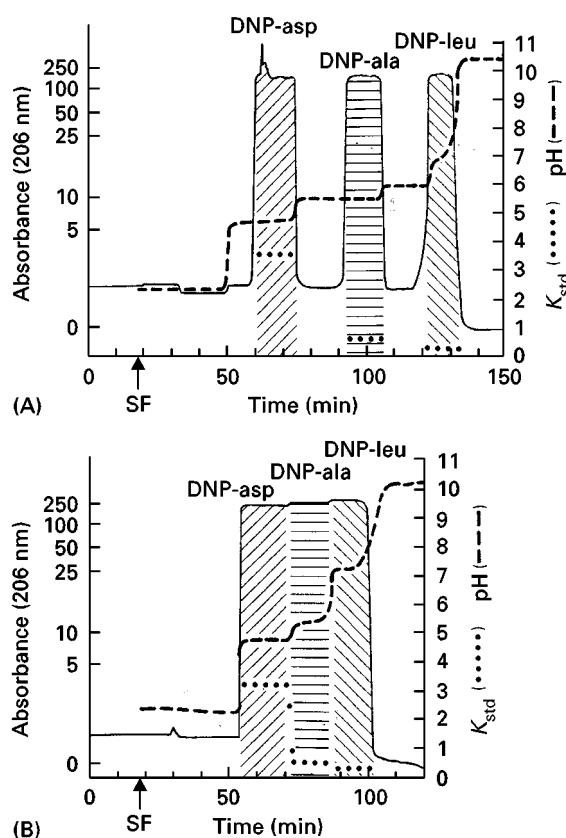 DNP-asp
DNP-ala
DNP-leu
250
100
50
25
10
5
0
Absorbance (206 nm)
11
10
9
8
7
6
5
4
3
2
1
0
pH (– – –)
K_std (••••)
0
50
100
150
(A)
SF
Time (min)
DNP-leu
DNP-ala
DNP-asp
250
100
50
25
10
5
0
Absorbance (206 nm)
11
10
9
8
7
6
5
4
3
2
1
0
pH (– – –)
K_std (•••••)
0
50
100
(B)
SF
Time (min)